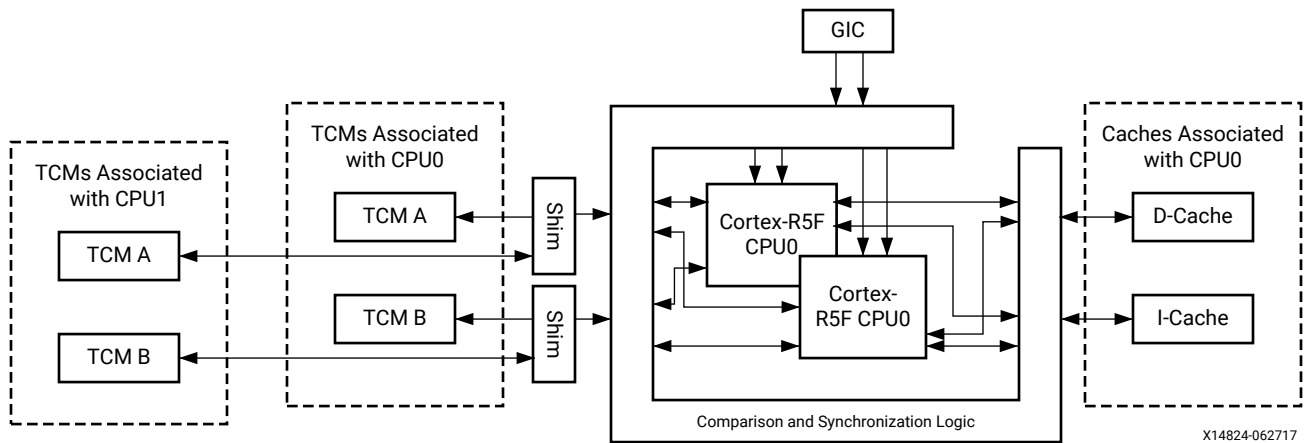 GIC
TCMs Associated
with CPU1
TCM A
TCM B
TCMs Associated
with CPU0
TCM A
TCM B
Shim
Shim
Cortex-R5F
CPU0
Cortex-
R5F CPU0
Comparison and Synchronization Logic
Caches Associated
with CPU0
D-Cache
I-Cache
X14824-062717